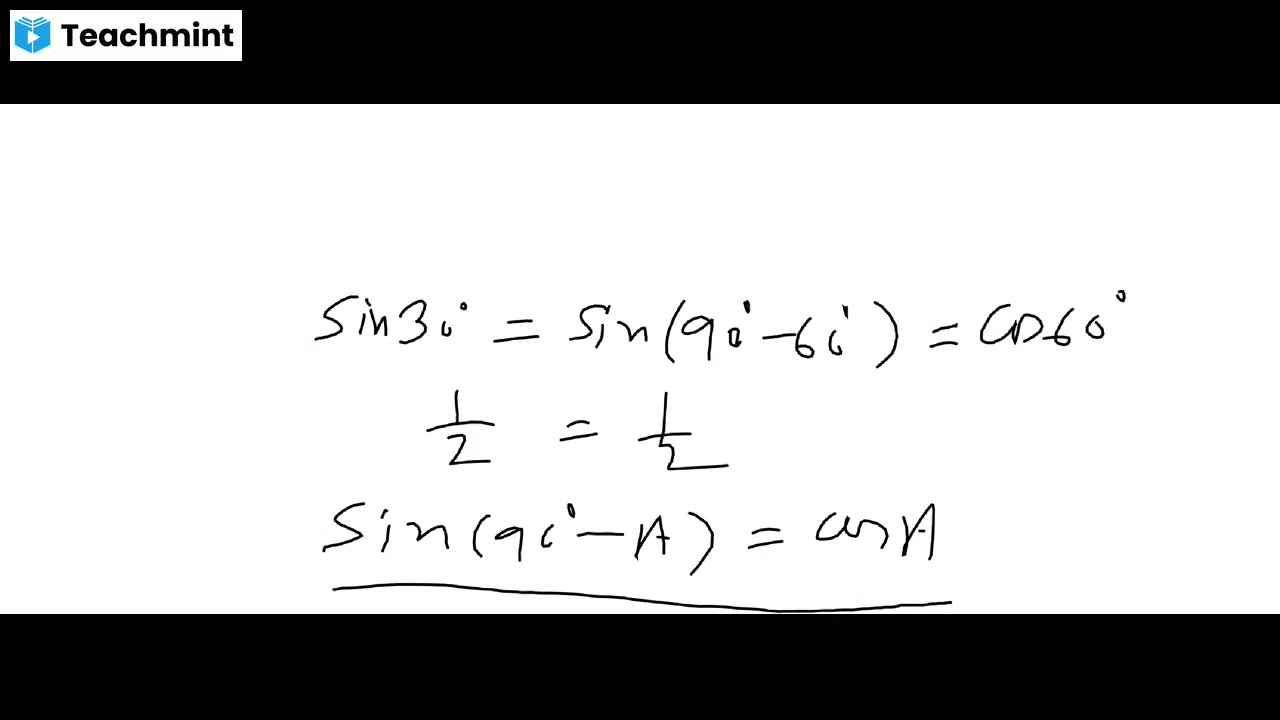 Teachmint
Sin30° = Sin(90° - 60°) = Cos60°
1/2 = 1/2
Sin(90° - A) = cosA